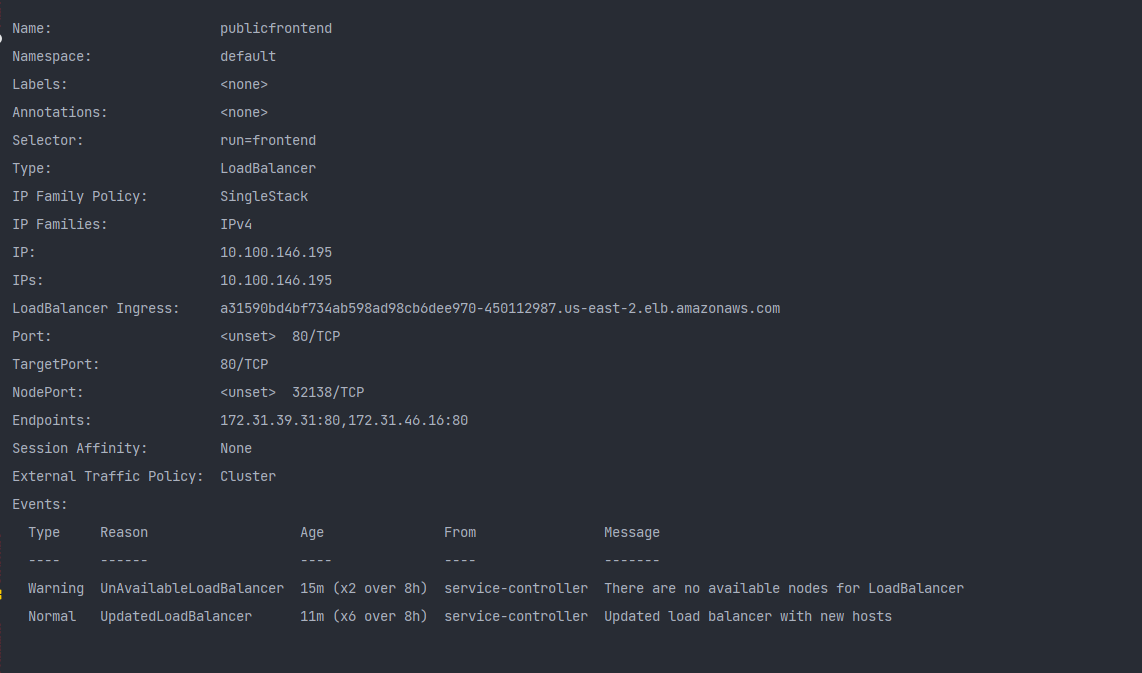 Name: publicfrontend
Namespace: default
Labels: <none>
Annotations: <none>
Selector: run=frontend
Type: LoadBalancer
IP Family Policy: SingleStack
IP Families: IPv4
IP: 10.100.146.195
IPs: 10.100.146.195
LoadBalancer Ingress: a31590bd4bf734ab598ad98cb6dee970-450112987.us-east-2.elb.amazonaws.com
Port: <unset> 80/TCP
TargetPort: 80/TCP
NodePort: <unset> 32138/TCP
Endpoints: 172.31.39.31:80,172.31.46.16:80
Session Affinity: None
External Traffic Policy: Cluster
Events:
Type Reason Age From Message
---- ------ ---- ---- -------
Warning UnAvailableLoadBalancer 15m (x2 over 8h) service-controller There are no available nodes for LoadBalancer
Normal UpdatedLoadBalancer 11m (x6 over 8h) service-controller Updated load balancer with new hosts